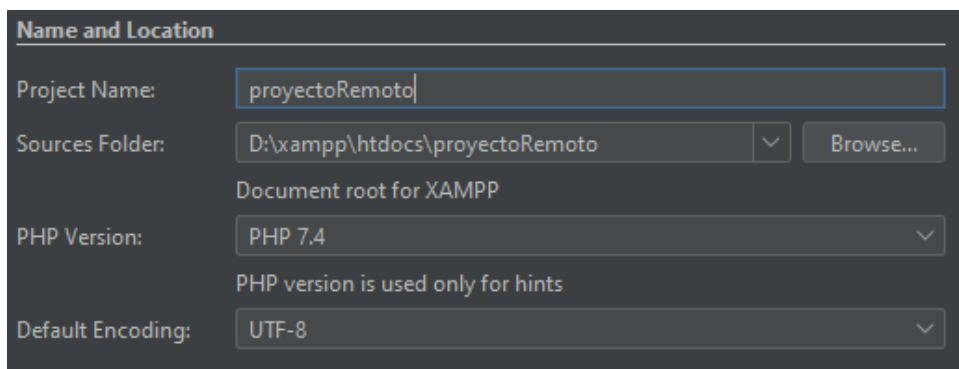 Name and Location
Project Name: proyectoRemoto
Sources Folder: D:\xampp\htdocs\proyectoRemoto Browse...
Document root for XAMPP
PHP Version: PHP 7.4
PHP version is used only for hints
Default Encoding: UTF-8